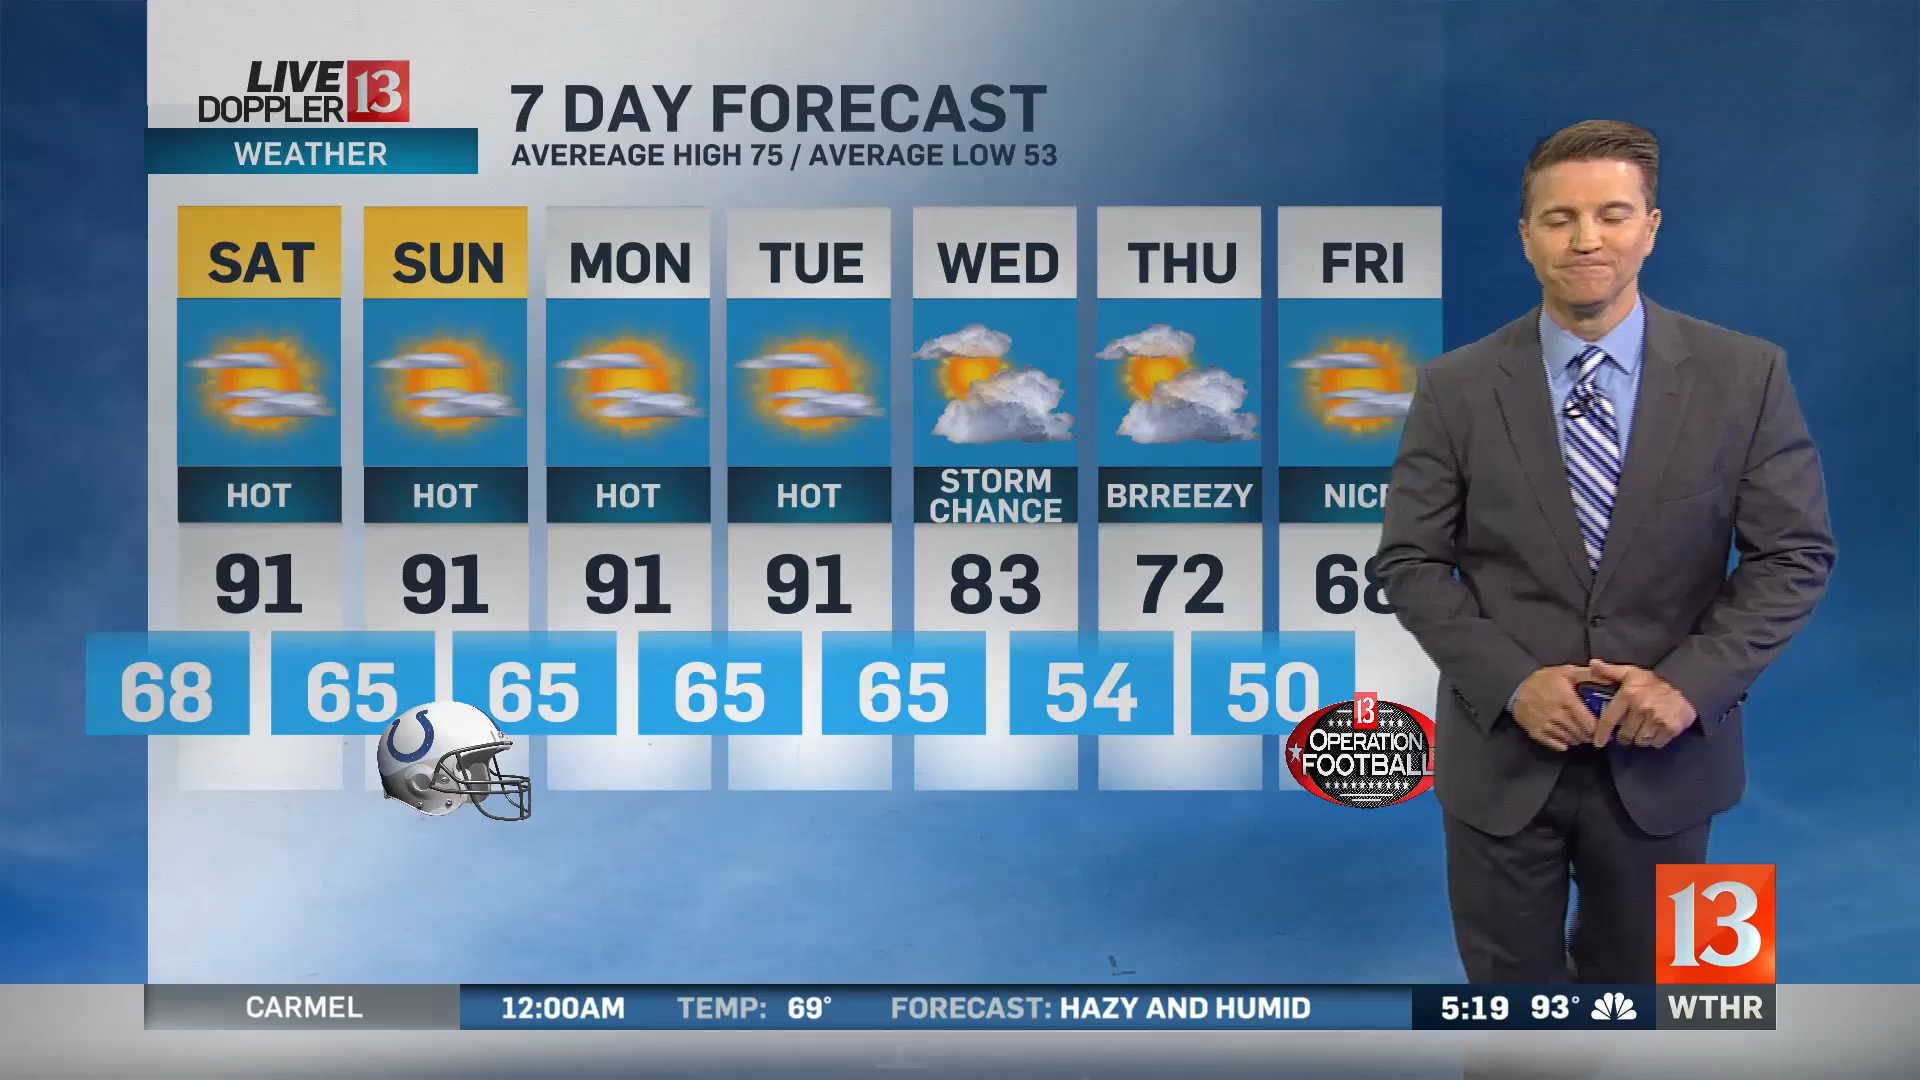 LIVE
DOPPLER 13
WEATHER
7 DAY FORECAST
AVEREAGE HIGH 75 / AVERAGE LOW 53
SAT SUN MON TUE WED THU FRI
HOT HOT HOT HOT STORM CHANCE BRREEZY NICE
91 91 91 91 83 72 68
68 65 65 65 65 54 50
13
OPERATION
FOOTBALL
13
CARMEL 12:00AM TEMP: 69° FORECAST: HAZY AND HUMID 5:19 93° WTHR